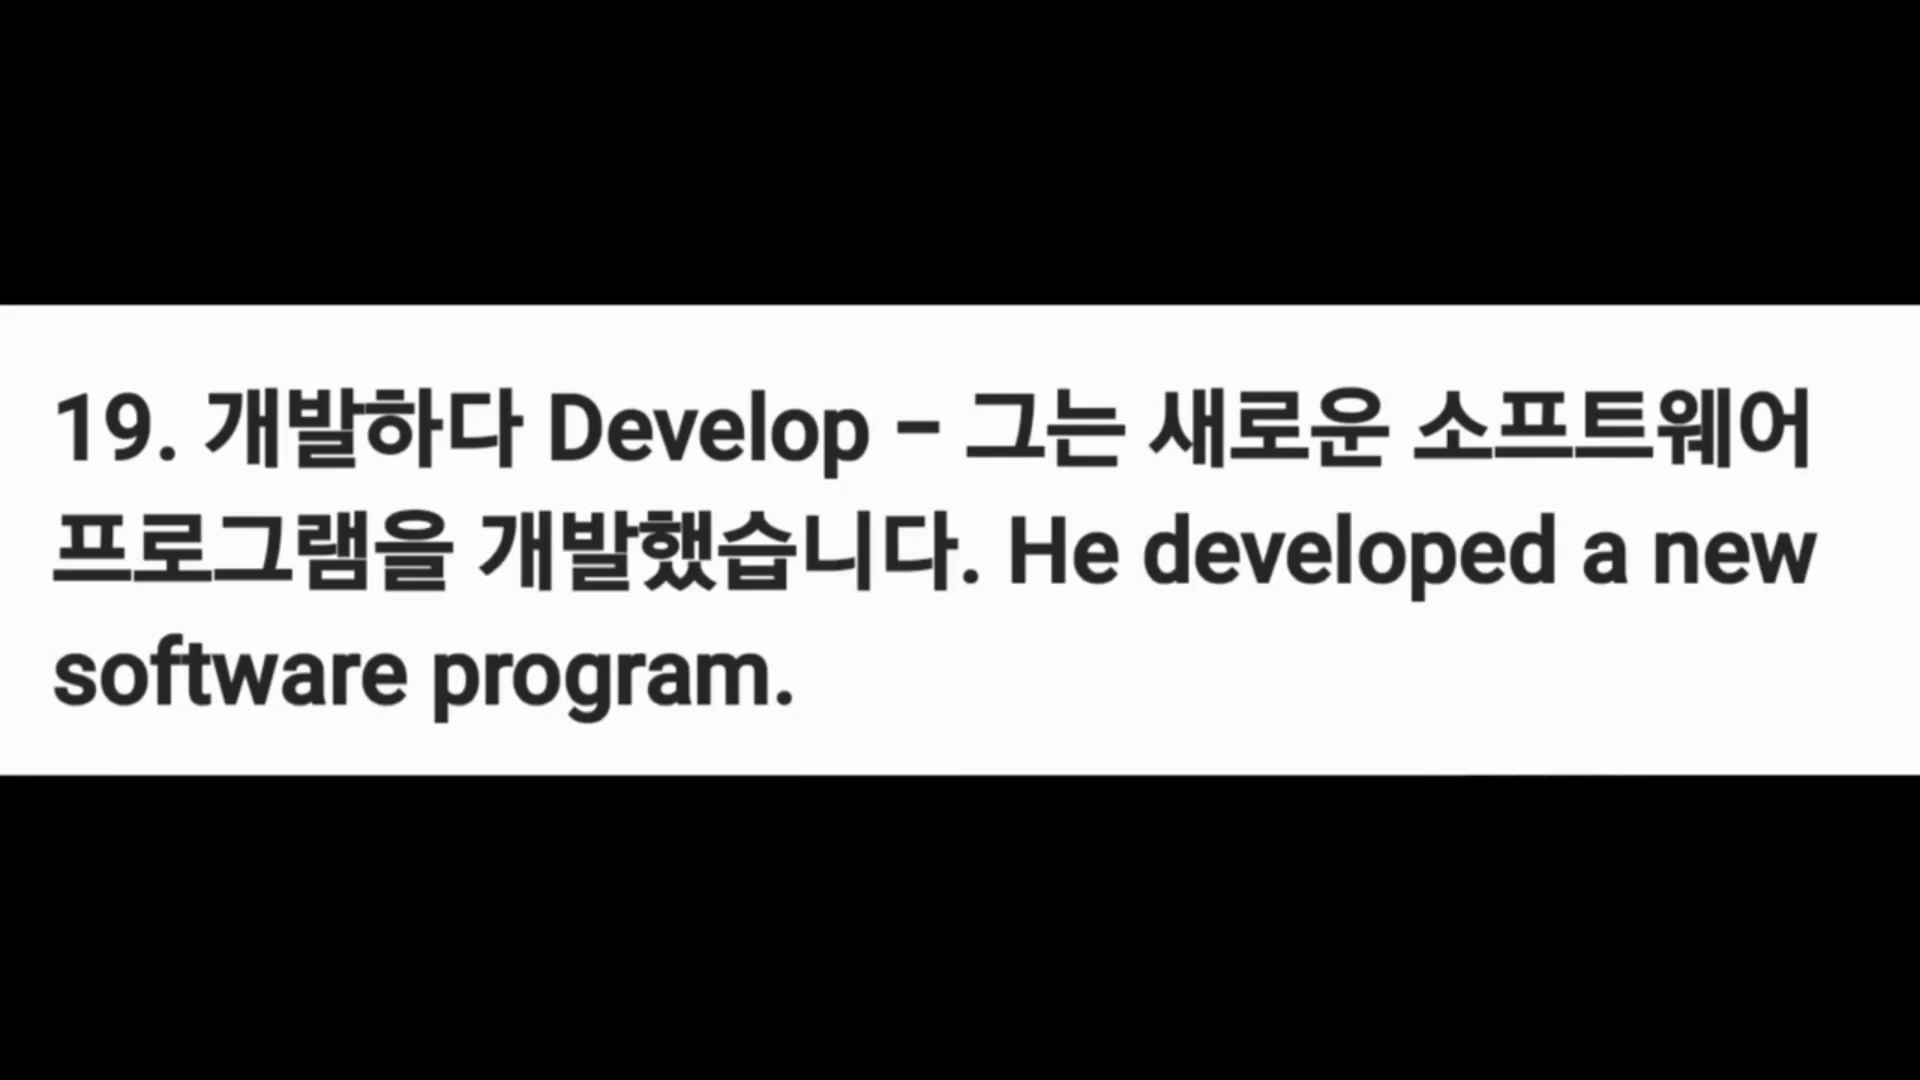 19. 개발하다 Develop - 그는 새로운 소프트웨어
프로그램을 개발했습니다. He developed a new
software program.